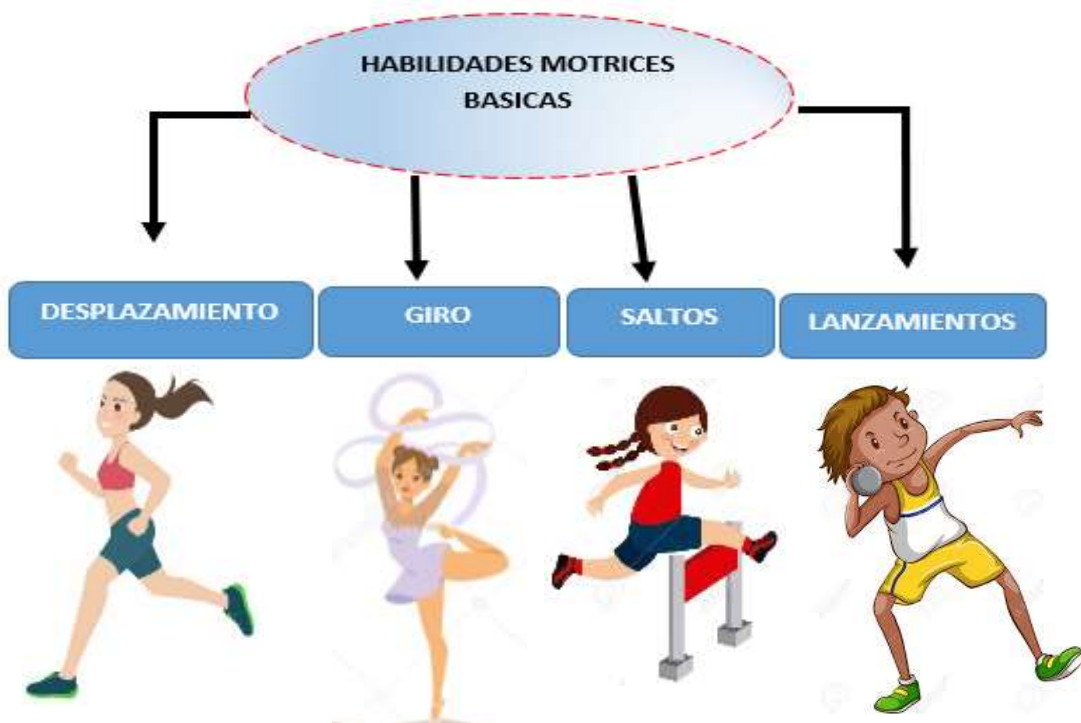 HABILIDADES MOTRICES
BASICAS
DESPLAZAMIENTO
GIRO
SALTOS
LANZAMIENTOS